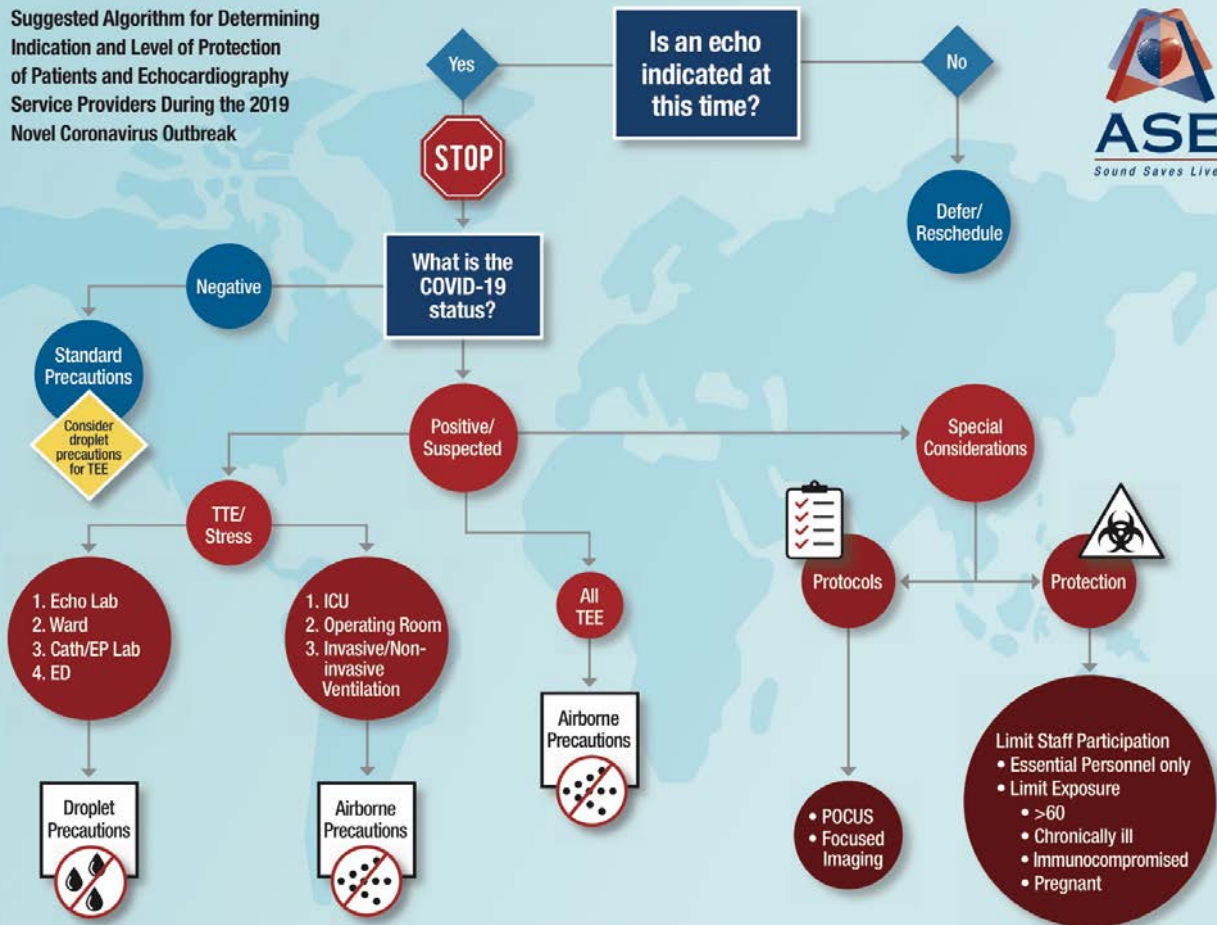 Suggested Algorithm for Determining
Indication and Level of Protection
of Patients and Echocardiography
Service Providers During the 2019
Novel Coronavirus Outbreak
Yes
Is an echo
indicated at
this time?
No
ASE
Sound Saves Live
STOP
Defer/
Reschedule
What is the
COVID-19
status?
Negative
Standard
Precautions
Consider
droplet
precautions
for TEE
Positive/
Suspected
Special
Considerations
TTE/
Stress
Protocols
Protection
1. Echo Lab
2. Ward
3. Cath/EP Lab
4. ED
1. ICU
2. Operating Room
3. Invasive/Non-
invasive
Ventilation
All
TEE
Droplet
Precautions
Airborne
Precautions
Airborne
Precautions
• POCUS
• Focused
Imaging
Limit Staff Participation
• Essential Personnel only
• Limit Exposure
• >60
• Chronically ill
• Immunocompromised
• Pregnant